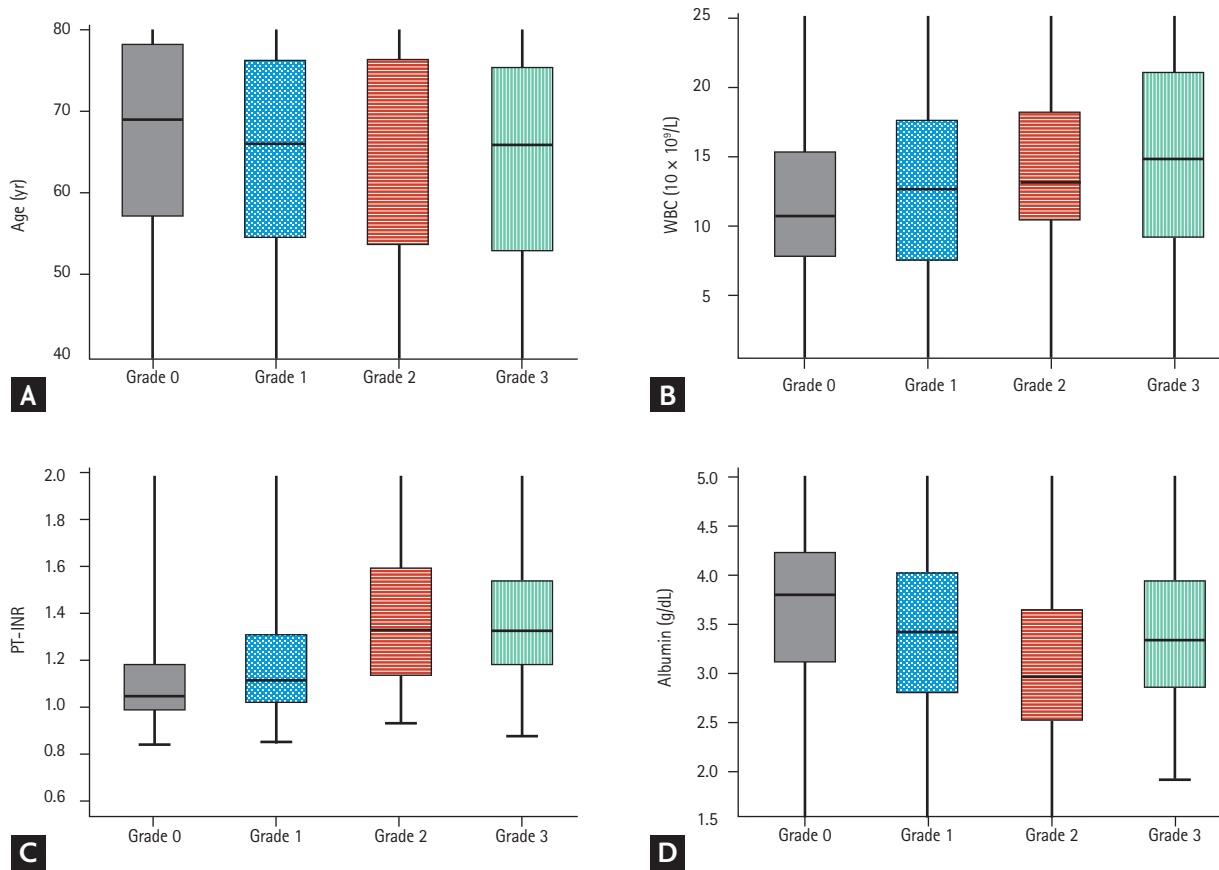 80
70
60
50
40
Age (yr)
Grade 0 Grade 1 Grade 2 Grade 3
A
25
20
15
10
5
WBC (10 × 10⁹/L)
Grade 0 Grade 1 Grade 2 Grade 3
B
2.0
1.8
1.6
1.4
1.2
1.0
0.8
0.6
PT-INR
Grade 0 Grade 1 Grade 2 Grade 3
C
5.0
4.5
4.0
3.5
3.0
2.5
2.0
1.5
Albumin (g/dL)
Grade 0 Grade 1 Grade 2 Grade 3
D